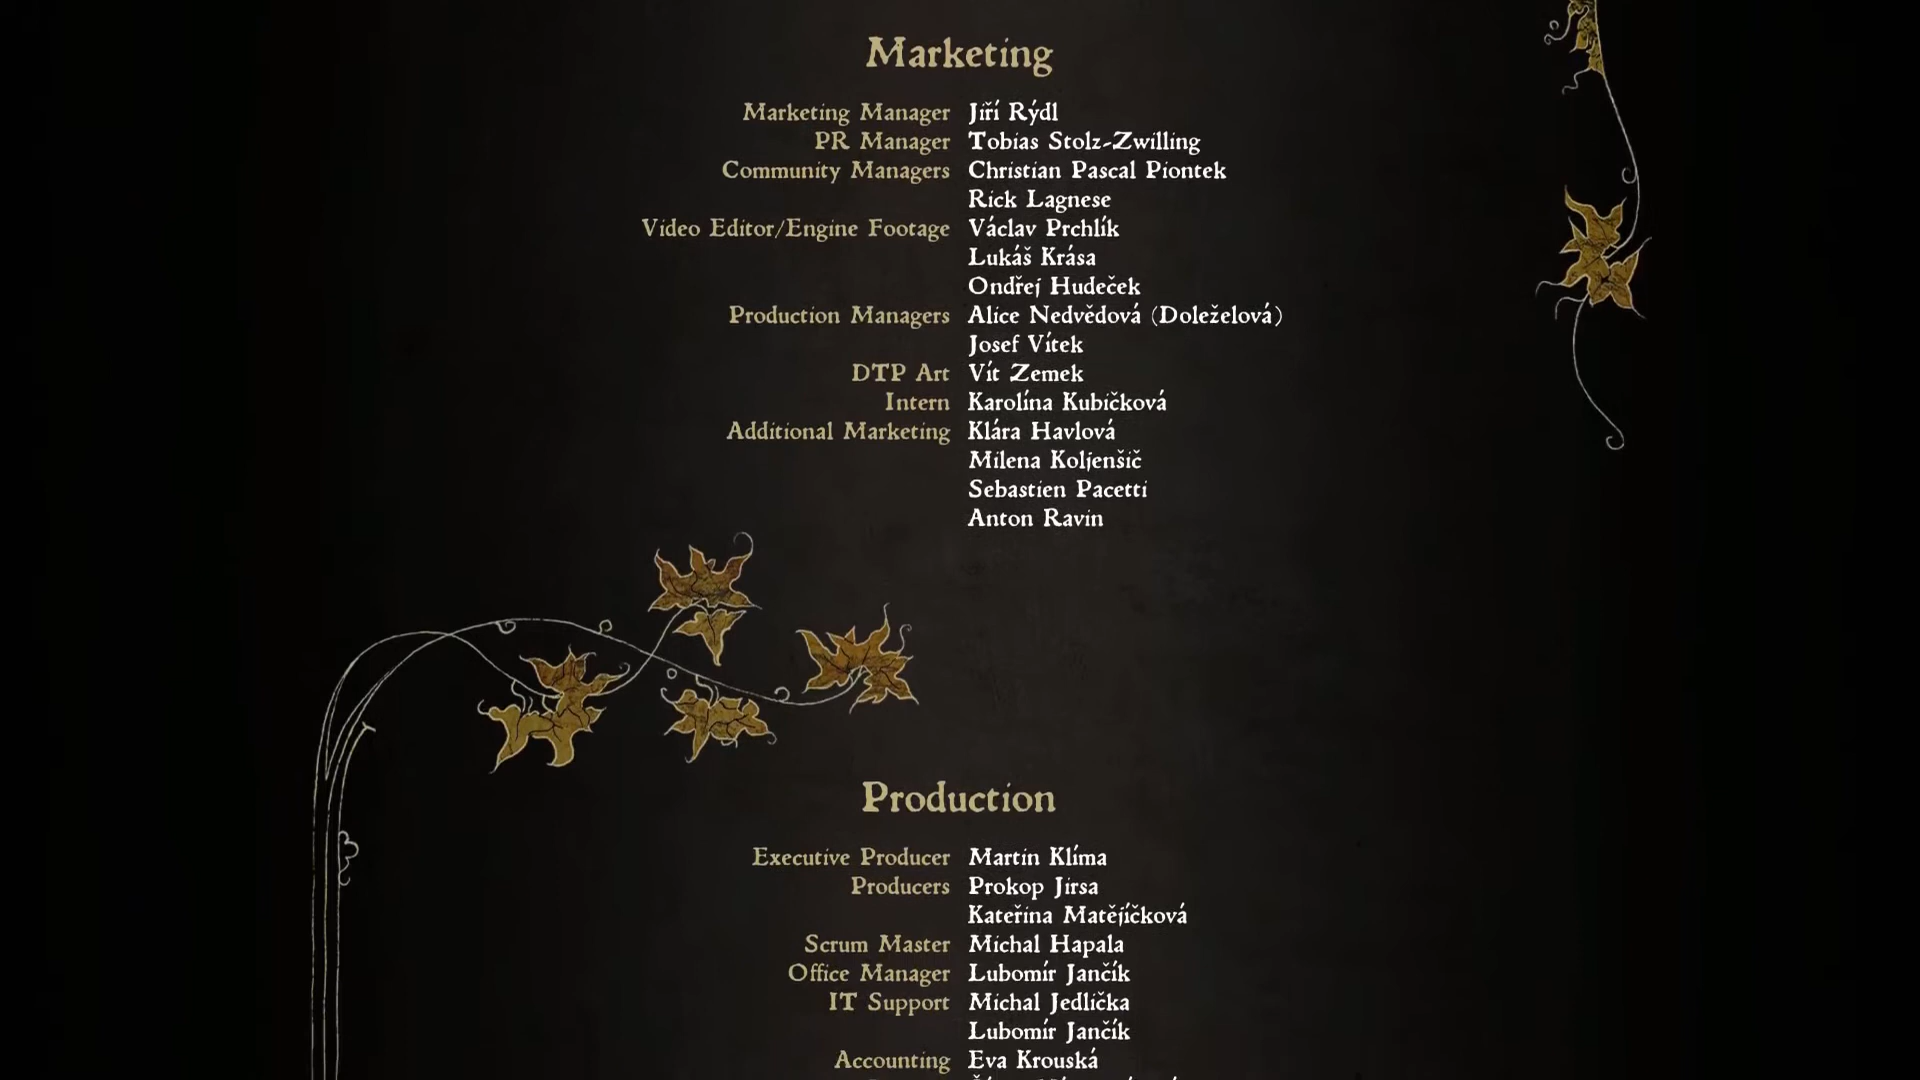 Marketing
Marketing Manager Jiří Rýdl
PR Manager Tobias Stolz-Zwilling
Community Managers Christian Pascal Piontek
Rick Lagnese
Video Editor/Engine Footage Václav Prchlík
Lukáš Krása
Ondřej Hudeček
Production Managers Alice Nedvědová (Doleželová)
Josef Vítek
DTP Art Vít Zemek
Intern Karolína Kubičková
Additional Marketing Klára Havlová
Milena Koljenšič
Sebastien Pacetti
Anton Ravin
Production
Executive Producer Martin Klíma
Producers Prokop Jirsa
Kateřina Matějíčková
Scrum Master Michal Hapala
Office Manager Lubomír Jančík
IT Support Michal Jedlička
Lubomír Jančík
Accounting Eva Krouská